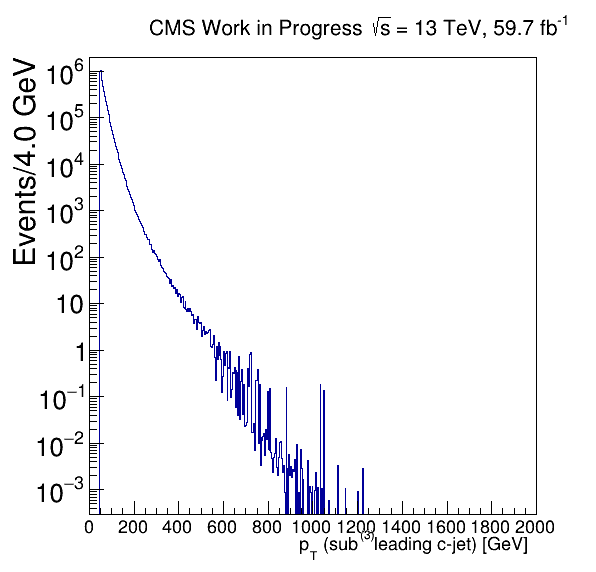 CMS Work in Progress √s = 13 TeV, 59.7 fb⁻¹
Events/4.0 GeV
10⁶
10⁵
10⁴
10³
10²
10
1
10⁻¹
10⁻²
10⁻³
0 200 400 600 800 1000 1200 1400 1600 1800 2000
p_T (sub⁽³⁾leading c-jet) [GeV]